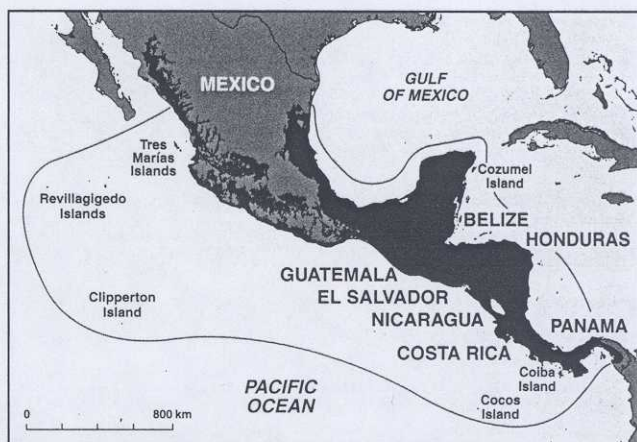 MEXICO
GULF
OF MEXICO
Tres
Marías
Islands
Cozumel
Island
Revillagigedo
Islands
BELIZE
HONDURAS
GUATEMALA
EL SALVADOR
NICARAGUA
Clipperton
Island
PANAMA
COSTA RICA
Coiba
Island
PACIFIC
OCEAN
Cocos
Island
0 800 km